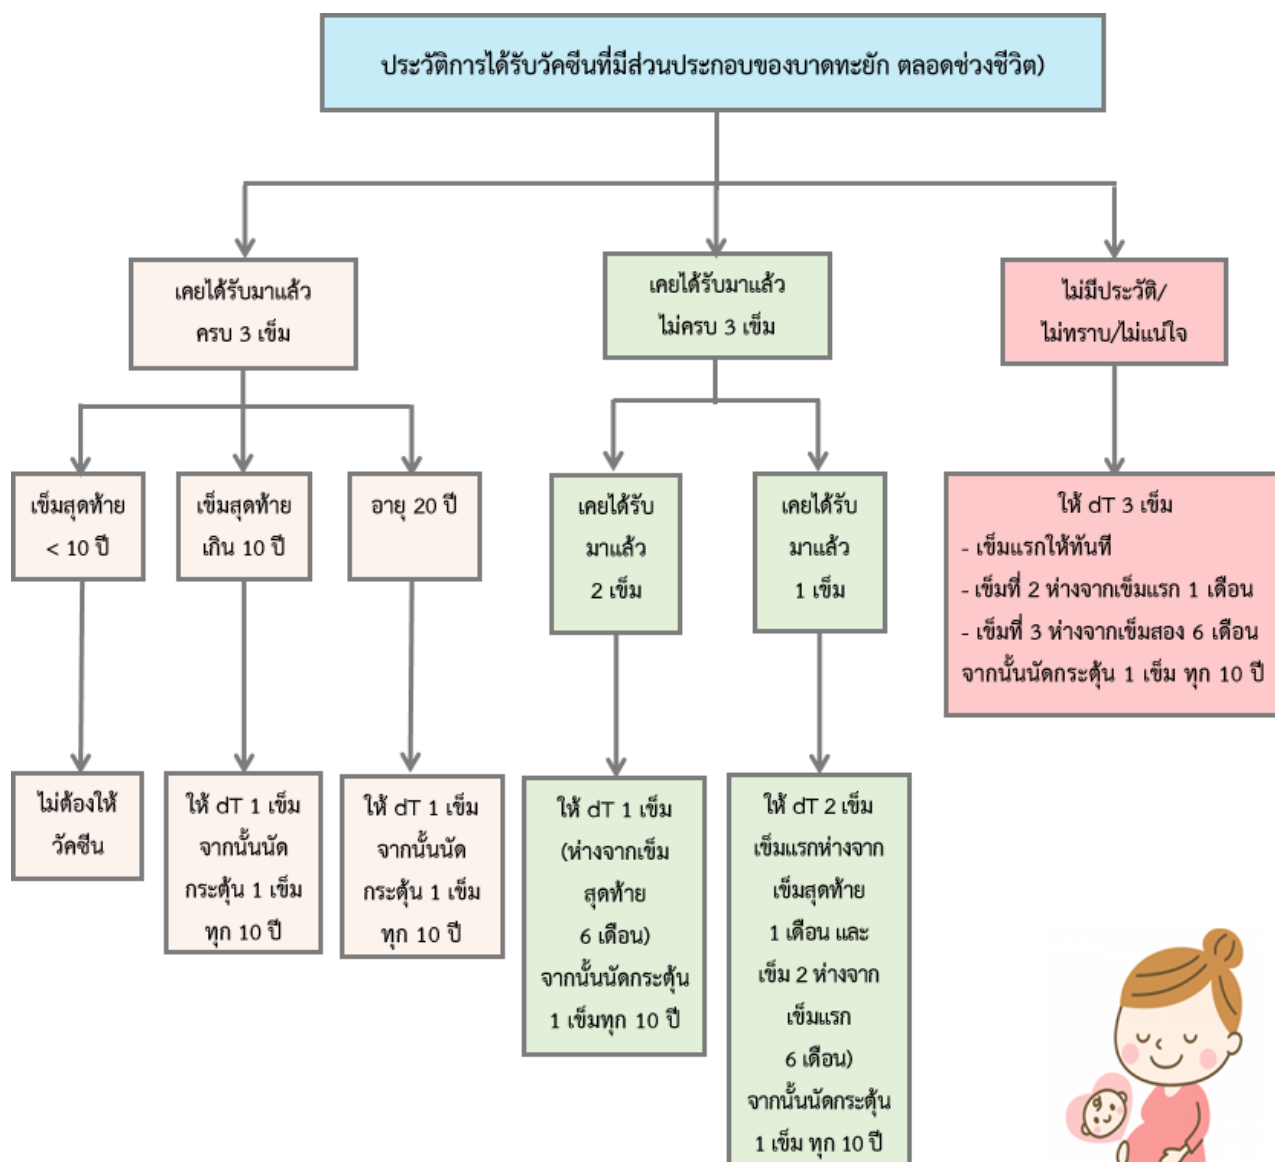 ประวัติการได้รับวัคซีนที่มีส่วนประกอบของบาดทะยัก ตลอดช่วงชีวิต)
เคยได้รับมาแล้ว
ครบ 3 เข็ม
เคยได้รับมาแล้ว
ไม่ครบ 3 เข็ม
ไม่มีประวัติ/
ไม่ทราบ/ไม่แน่ใจ
เข็มสุดท้าย
< 10 ปี
เข็มสุดท้าย
เกิน 10 ปี
อายุ 20 ปี
เคยได้รับ
มาแล้ว
2 เข็ม
เคยได้รับ
มาแล้ว
1 เข็ม
ให้ dT 3 เข็ม
- เข็มแรกให้ทันที
- เข็มที่ 2 ห่างจากเข็มแรก 1 เดือน
- เข็มที่ 3 ห่างจากเข็มสอง 6 เดือน
จากนั้นนัดกระตุ้น 1 เข็ม ทุก 10 ปี
ไม่ต้องให้
วัคซีน
ให้ dT 1 เข็ม
จากนั้นนัด
กระตุ้น 1 เข็ม
ทุก 10 ปี
ให้ dT 1 เข็ม
จากนั้นนัด
กระตุ้น 1 เข็ม
ทุก 10 ปี
ให้ dT 1 เข็ม
(ห่างจากเข็ม
สุดท้าย
6 เดือน)
จากนั้นนัดกระตุ้น
1 เข็มทุก 10 ปี
ให้ dT 2 เข็ม
เข็มแรกห่างจาก
เข็มสุดท้าย
1 เดือน และ
เข็ม 2 ห่างจาก
เข็มแรก
6 เดือน)
จากนั้นนัดกระตุ้น
1 เข็ม ทุก 10 ปี